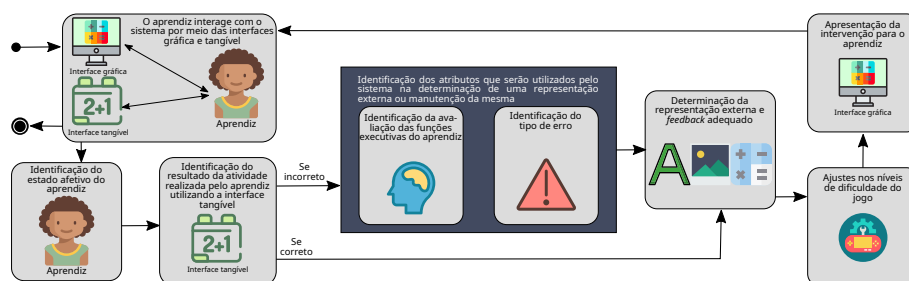 O aprendiz interage com o
sistema por meio das interfaces
gráfica e tangível
Interface gráfica
2+1
Interface tangível
Aprendiz
Identificação do
estado afetivo do
aprendiz
Aprendiz
Identificação do
resultado da atividade
realizada pelo aprendiz
utilizando a interface
tangível
2+1
Interface tangível
Se
incorreto
Se
correto
Identificação dos atributos que serão utilizados pelo
sistema na determinação de uma representação
externa ou manutenção da mesma
Identificação da ava-
liação das funções
executivas do aprendiz
Identificação do
tipo de erro
Determinação da
representação externa e
feedback adequado
A
Ajustes nos níveis
de dificuldade do
jogo
Apresentação da
intervenção para o
aprendiz
Interface gráfica